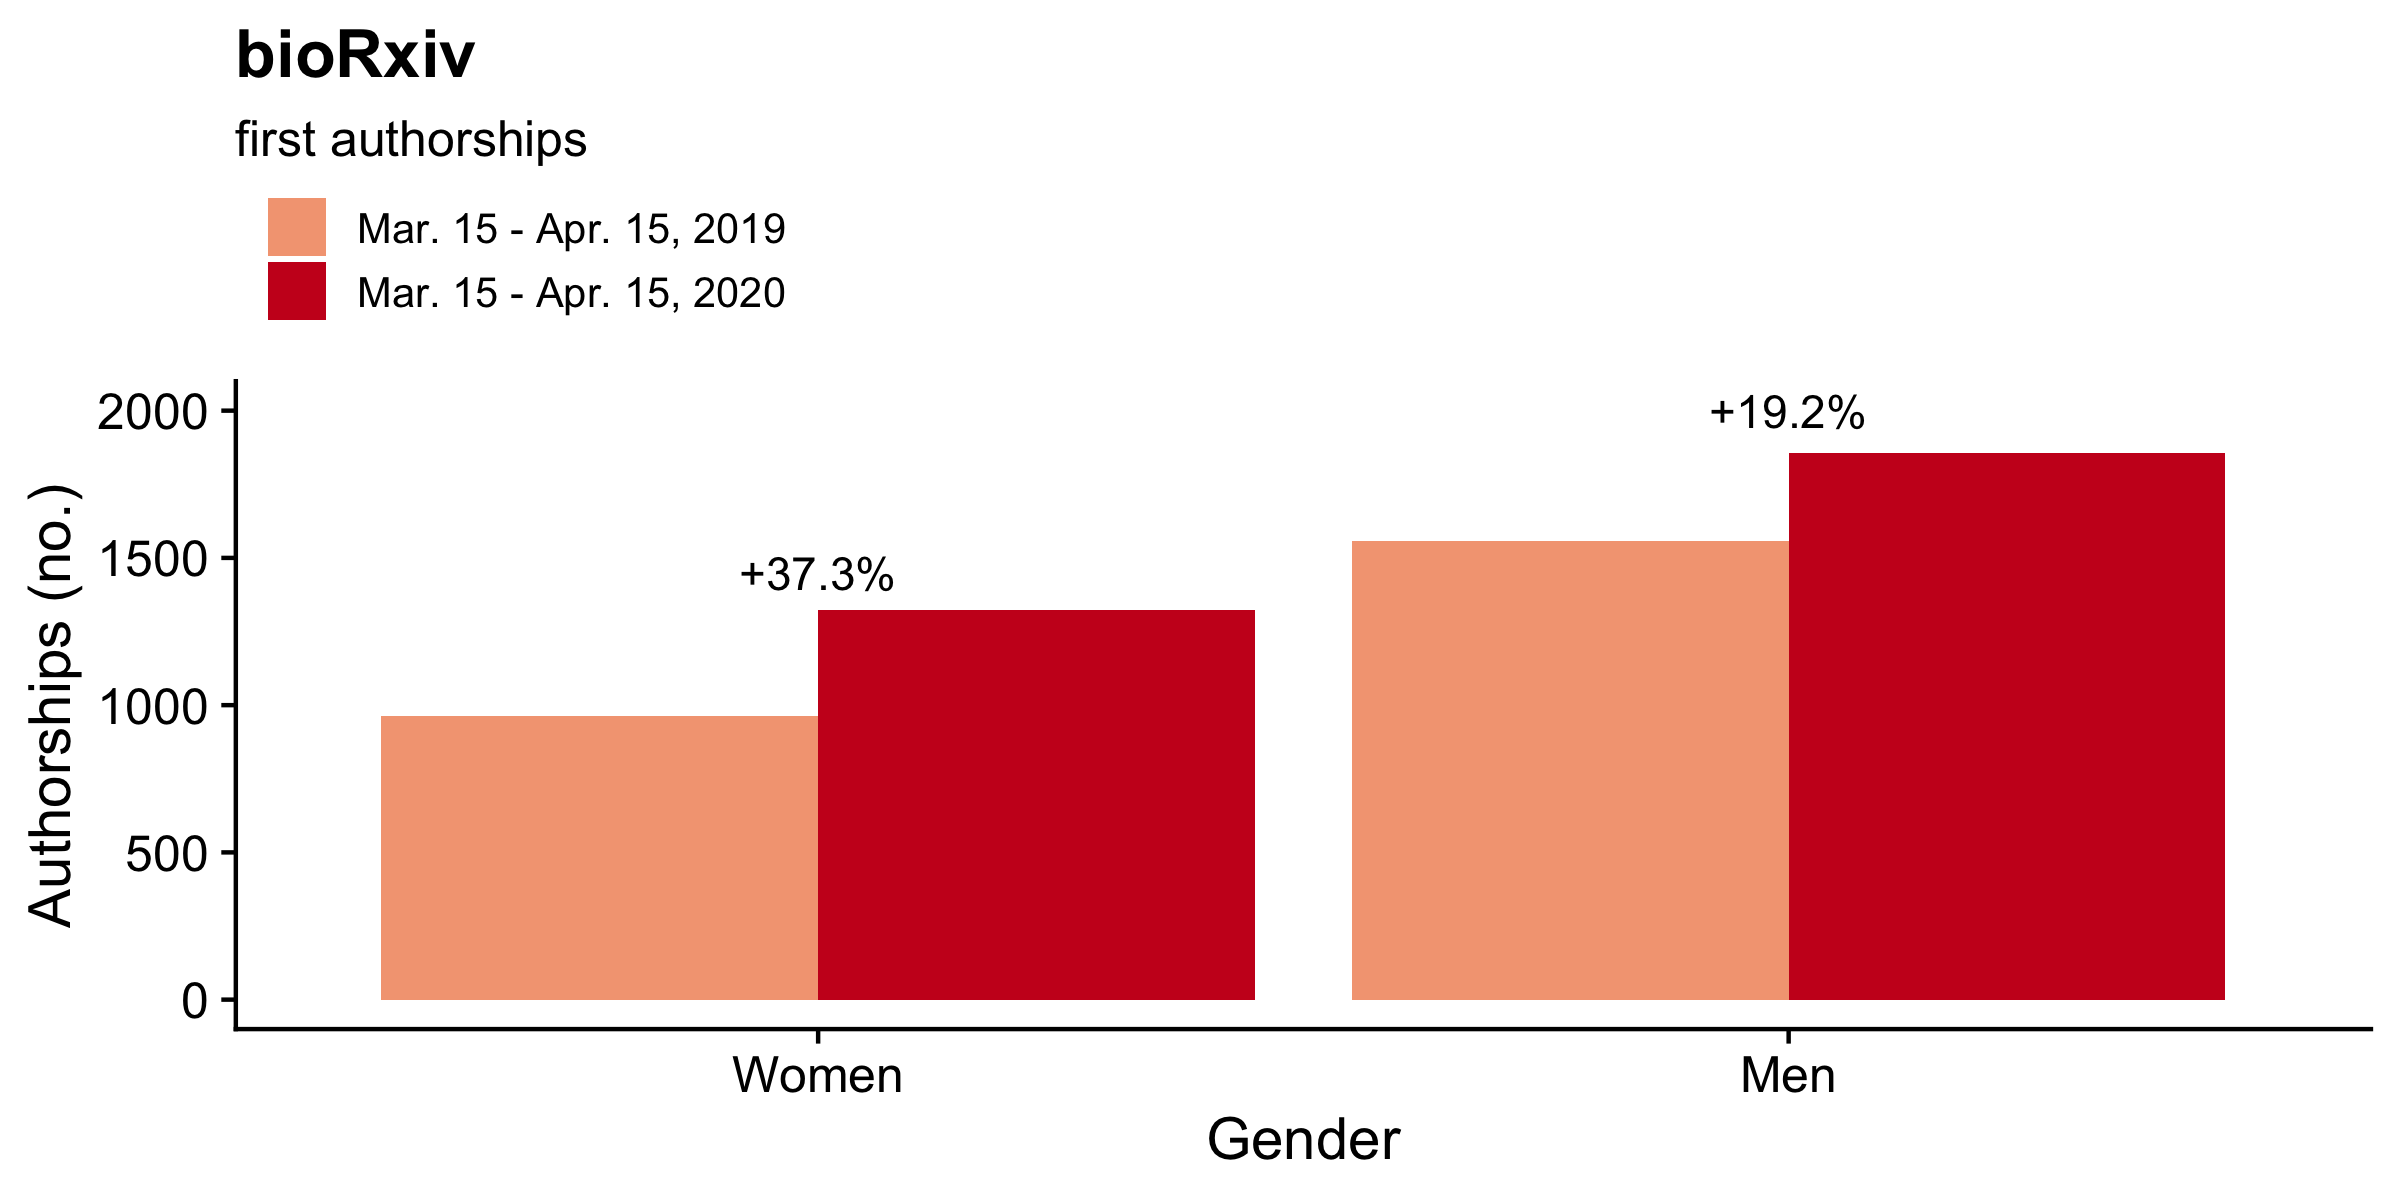 bioRxiv
first authorships
Mar. 15 - Apr. 15, 2019
Mar. 15 - Apr. 15, 2020
Authorships (no.)
2000
1500
1000
500
0
+37.3%
+19.2%
Women
Men
Gender